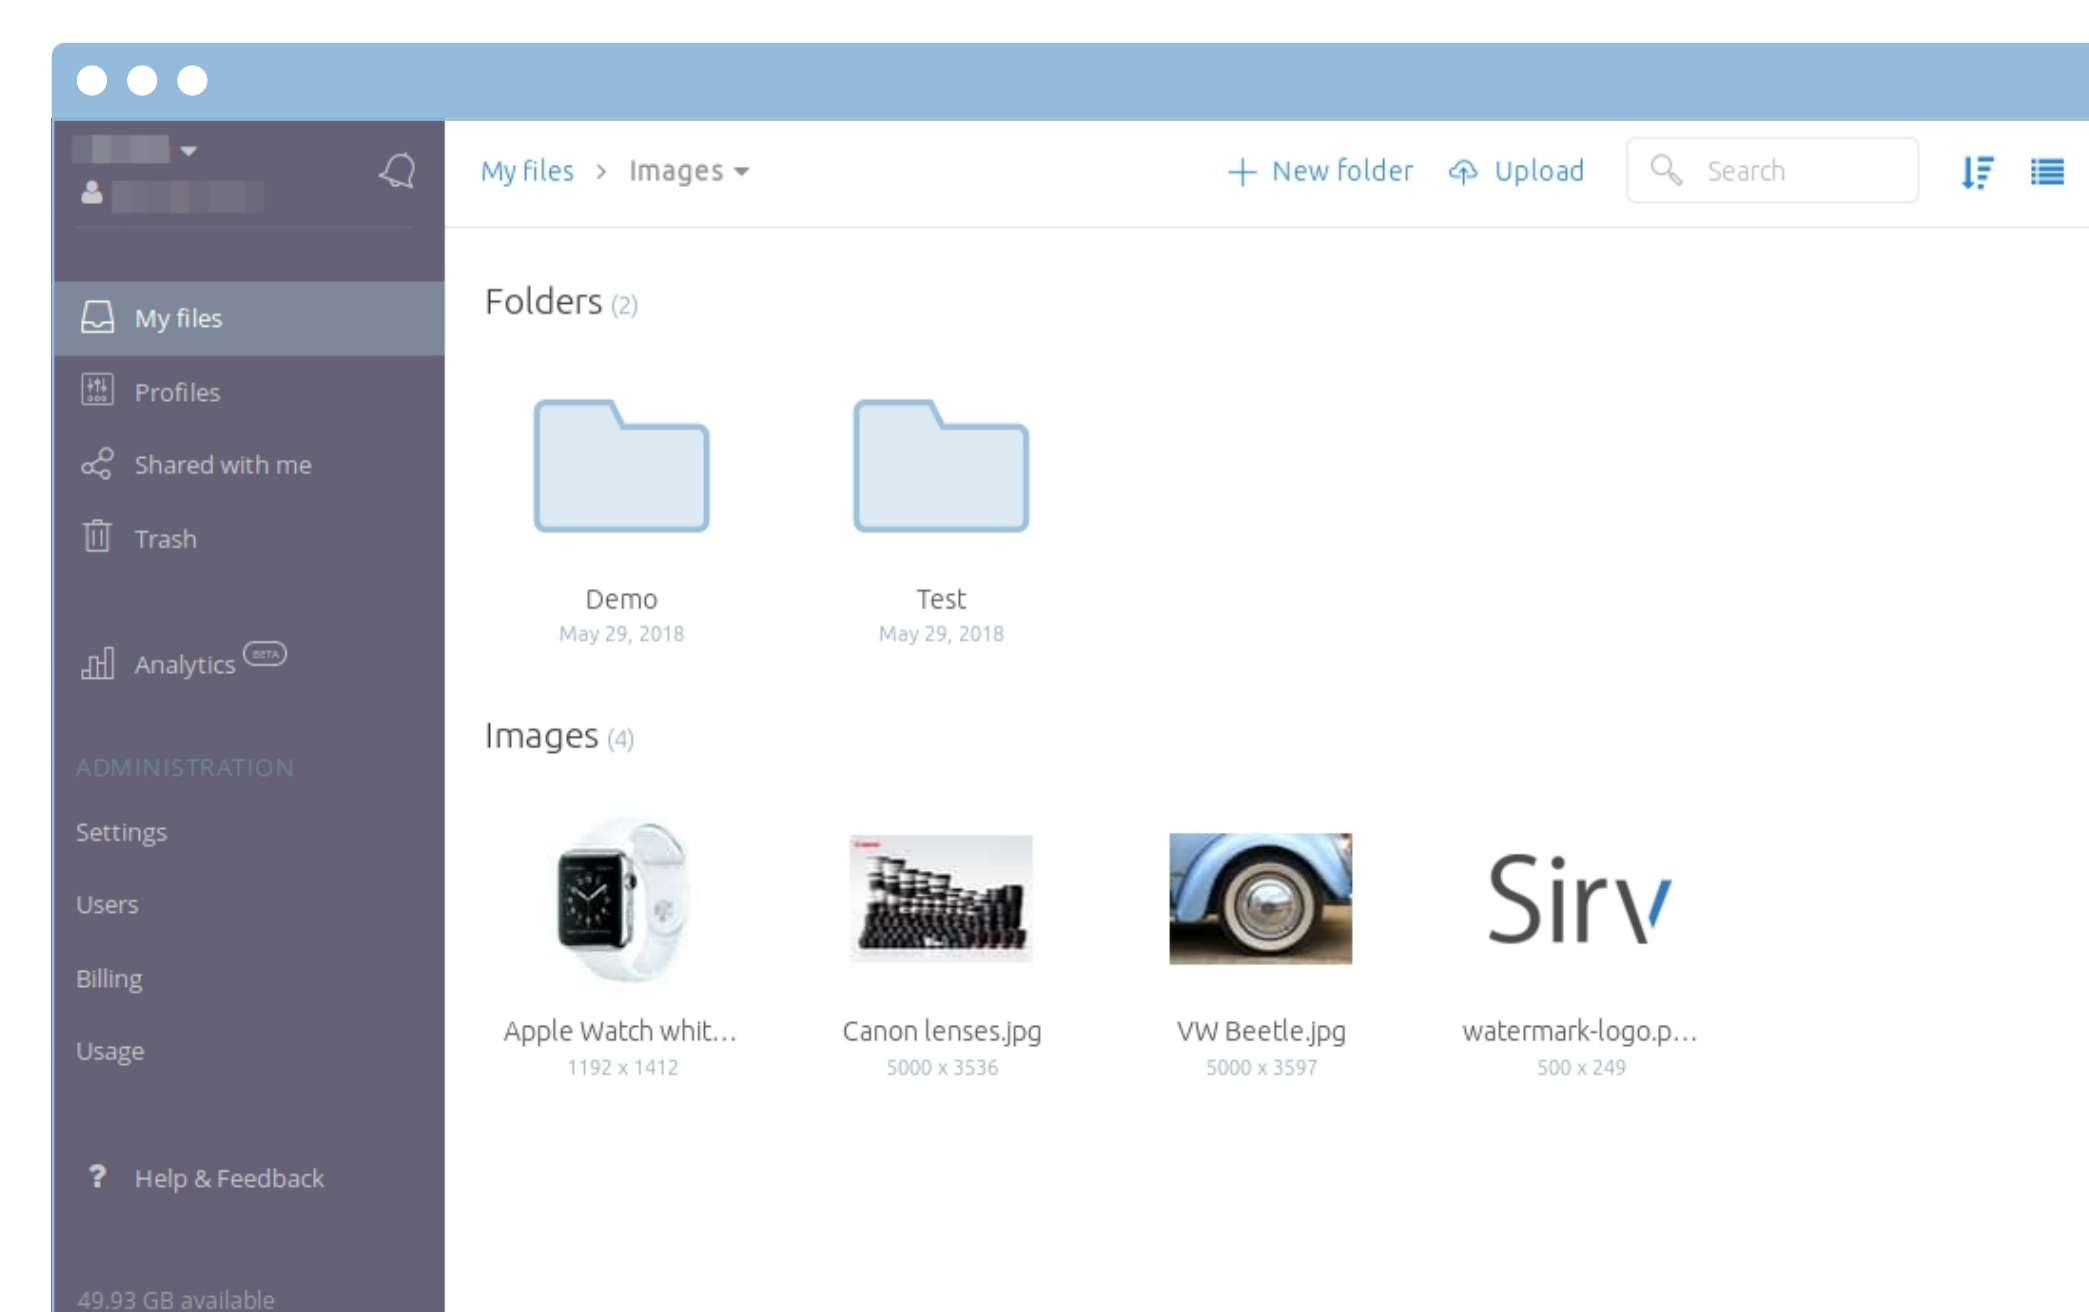 My files > Images
+ New folder
Upload
Search
My files
Profiles
Shared with me
Trash
Analytics BETA
ADMINISTRATION
Settings
Users
Billing
Usage
? Help & Feedback
49.93 GB available
Folders (2)
Demo
May 29, 2018
Test
May 29, 2018
Images (4)
Apple Watch whit...
1192 x 1412
Canon lenses.jpg
5000 x 3536
VW Beetle.jpg
5000 x 3597
Sirv
watermark-logo.p...
500 x 249